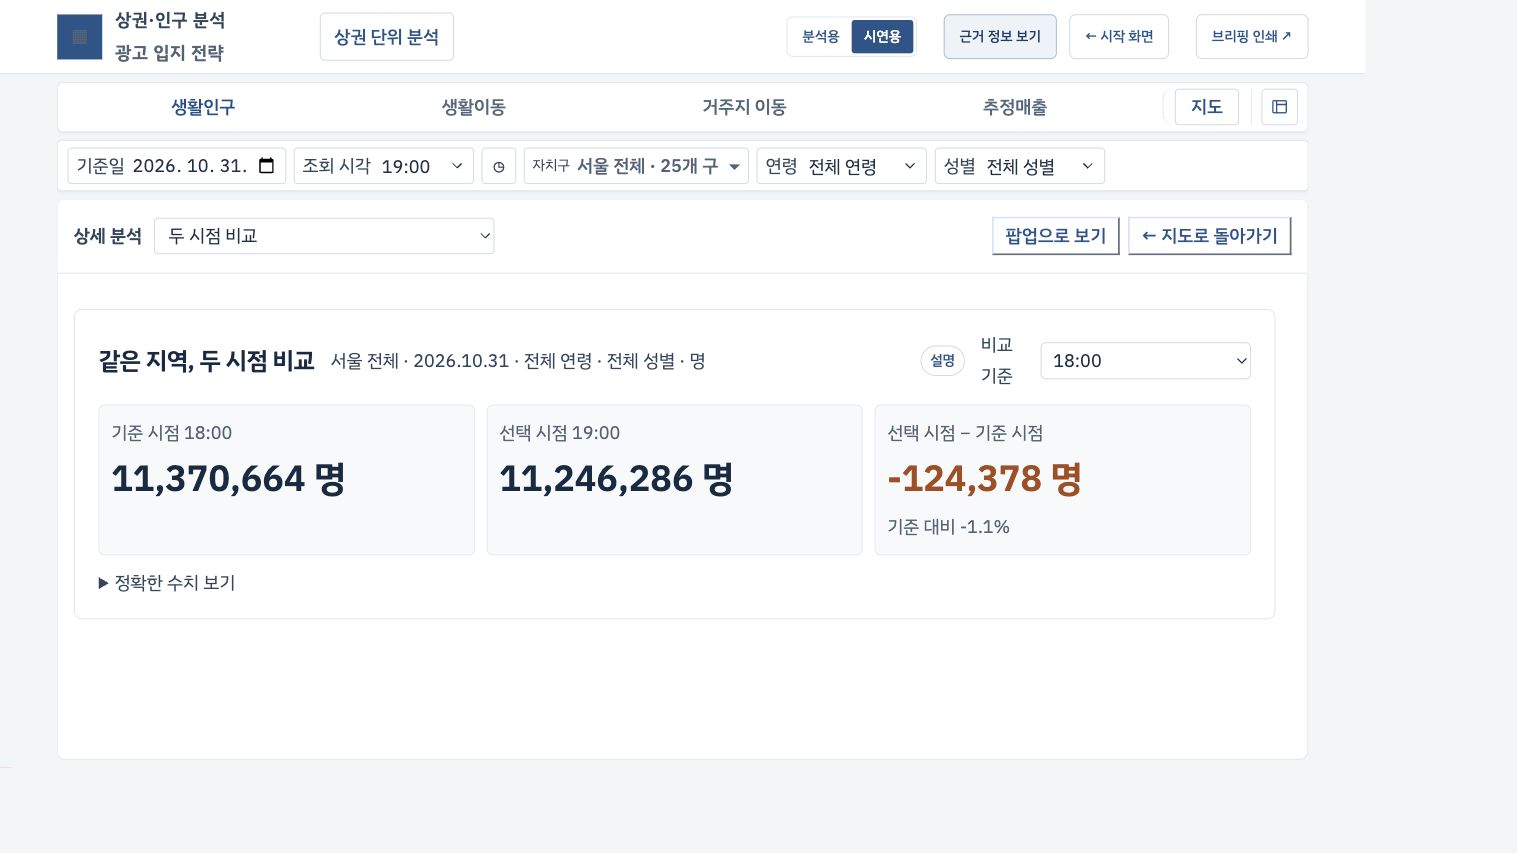 상권·인구 분석
광고 입지 전략
상권 단위 분석
분석용 시연용
근거 정보 보기
← 시작 화면
브리핑 인쇄 ↗
생활인구 생활이동 거주지 이동 추정매출 지도
기준일 2026. 10. 31. 조회 시각 19:00 자치구 서울 전체 · 25개 구 연령 전체 연령 성별 전체 성별
상세 분석 두 시점 비교 팝업으로 보기 ← 지도로 돌아가기
같은 지역, 두 시점 비교 서울 전체 · 2026.10.31 · 전체 연령 · 전체 성별 · 명
설명
비교
기준
18:00
기준 시점 18:00
11,370,664 명
선택 시점 19:00
11,246,286 명
선택 시점 − 기준 시점
-124,378 명
기준 대비 -1.1%
▶ 정확한 수치 보기